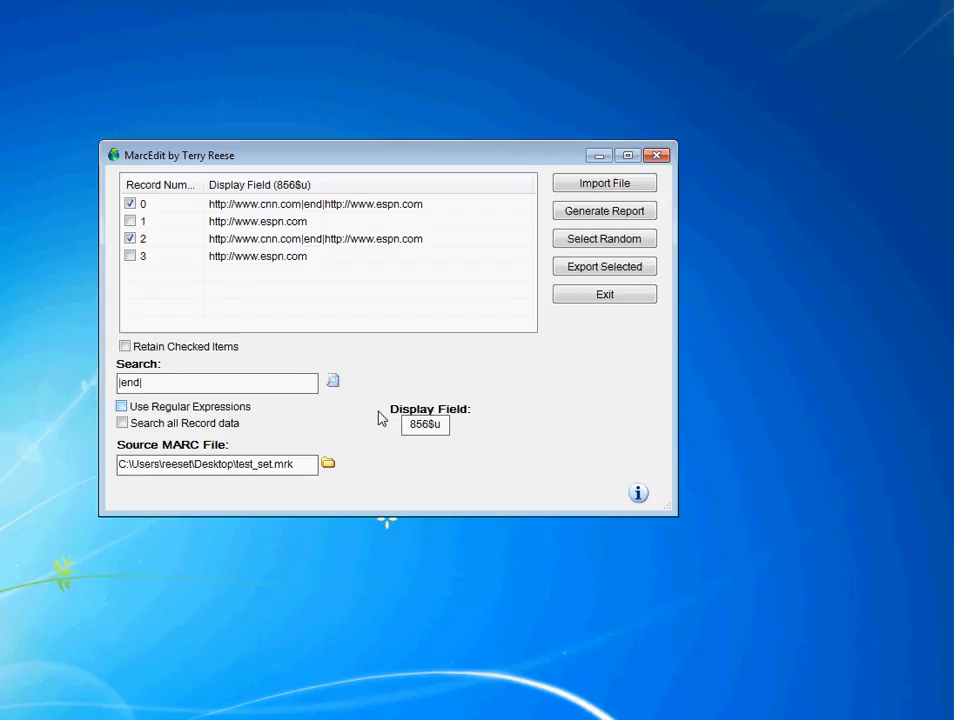 MarcEdit by Terry Reese
Record Num... Display Field (856$u)
0 http://www.cnn.com|end|http://www.espn.com
1 http://www.espn.com
2 http://www.cnn.com|end|http://www.espn.com
3 http://www.espn.com
Import File
Generate Report
Select Random
Export Selected
Exit
Retain Checked Items
Search:
|end|
Use Regular Expressions
Search all Record data
Display Field:
856$u
Source MARC File:
C:\Users\reeset\Desktop\test_set.mrk